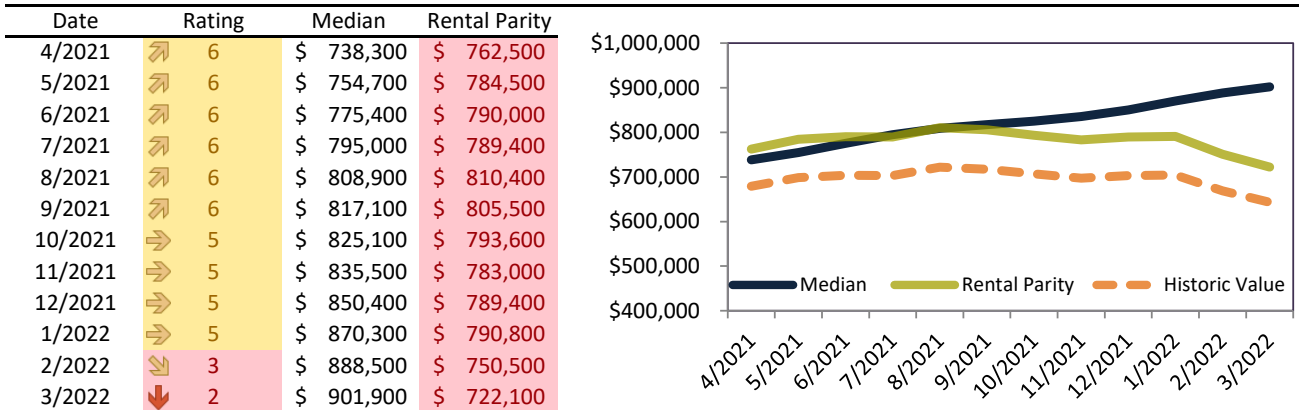 Date Rating Median Rental Parity
4/2021 6 $ 738,300 $ 762,500
5/2021 6 $ 754,700 $ 784,500
6/2021 6 $ 775,400 $ 790,000
7/2021 6 $ 795,000 $ 789,400
8/2021 6 $ 808,900 $ 810,400
9/2021 6 $ 817,100 $ 805,500
10/2021 5 $ 825,100 $ 793,600
11/2021 5 $ 835,500 $ 783,000
12/2021 5 $ 850,400 $ 789,400
1/2022 5 $ 870,300 $ 790,800
2/2022 3 $ 888,500 $ 750,500
3/2022 2 $ 901,900 $ 722,100
$1,000,000
$900,000
$800,000
$700,000
$600,000
$500,000
$400,000
Median Rental Parity Historic Value
4/2021 5/2021 6/2021 7/2021 8/2021 9/2021 10/2021 11/2021 12/2021 1/2022 2/2022 3/2022